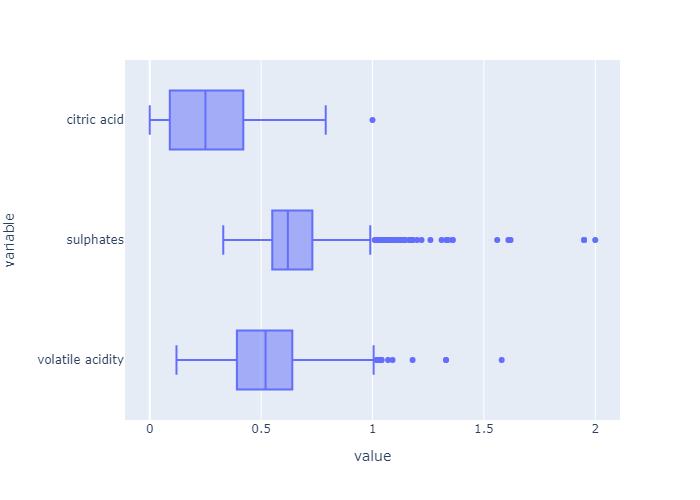 citric acid
sulphates
volatile acidity
variable
0
0.5
1
1.5
2
value